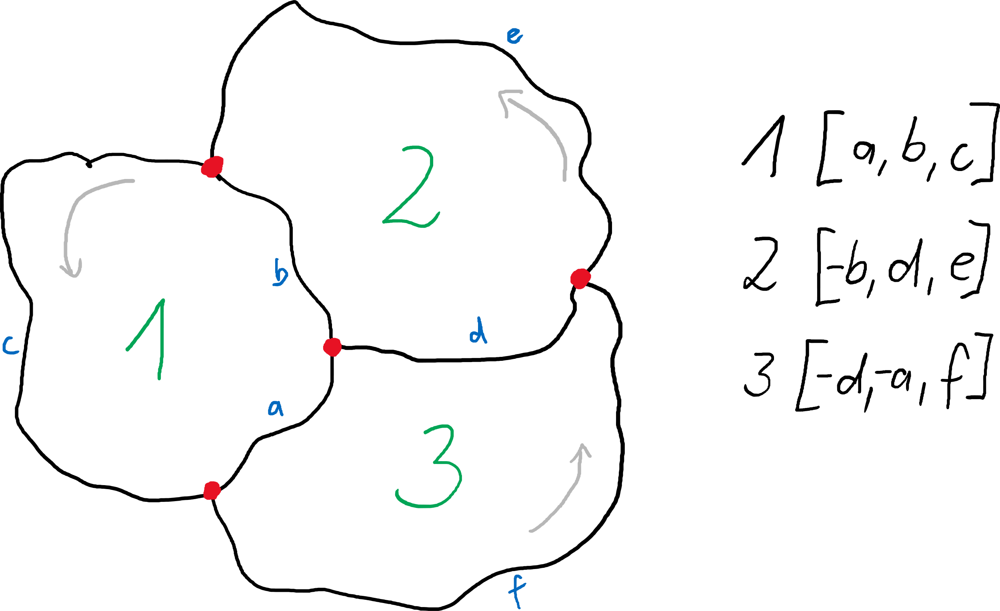 e
1 [a, b, c]
2
2 [-b, d, e]
b
1
d
c
3 [-d, -a, f]
a
3
f